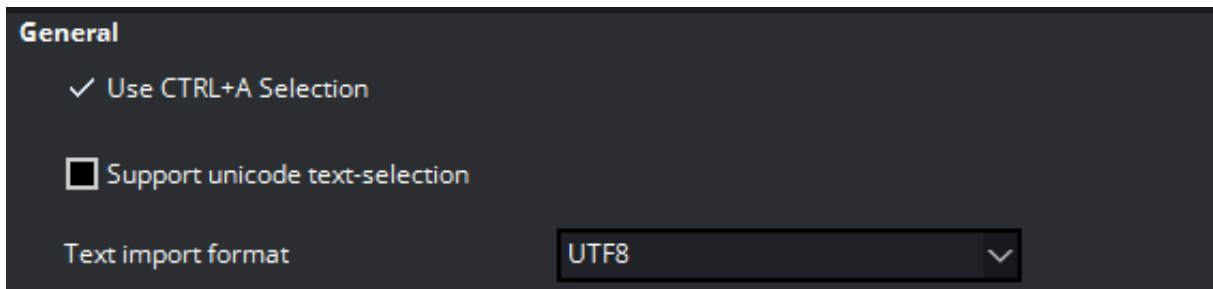 General
Use CTRL+A Selection
Support unicode text-selection
Text import format UTF8